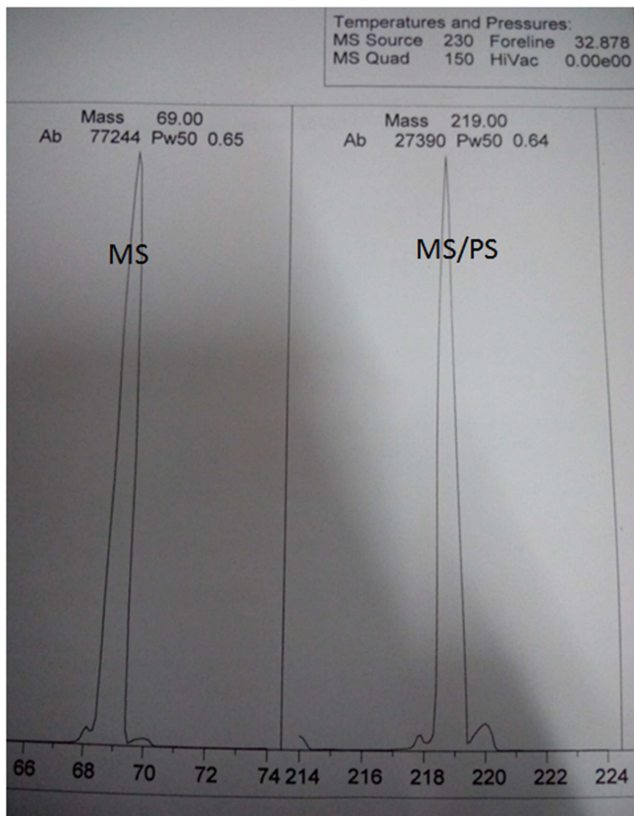 Temperatures and Pressures:
MS Source 230 Foreline 32.878
MS Quad 150 HiVac 0.00e00
Mass 69.00
Ab 77244 Pw50 0.65
Mass 219.00
Ab 27390 Pw50 0.64
MS
MS/PS
66 68 70 72 74 214 216 218 220 222 224